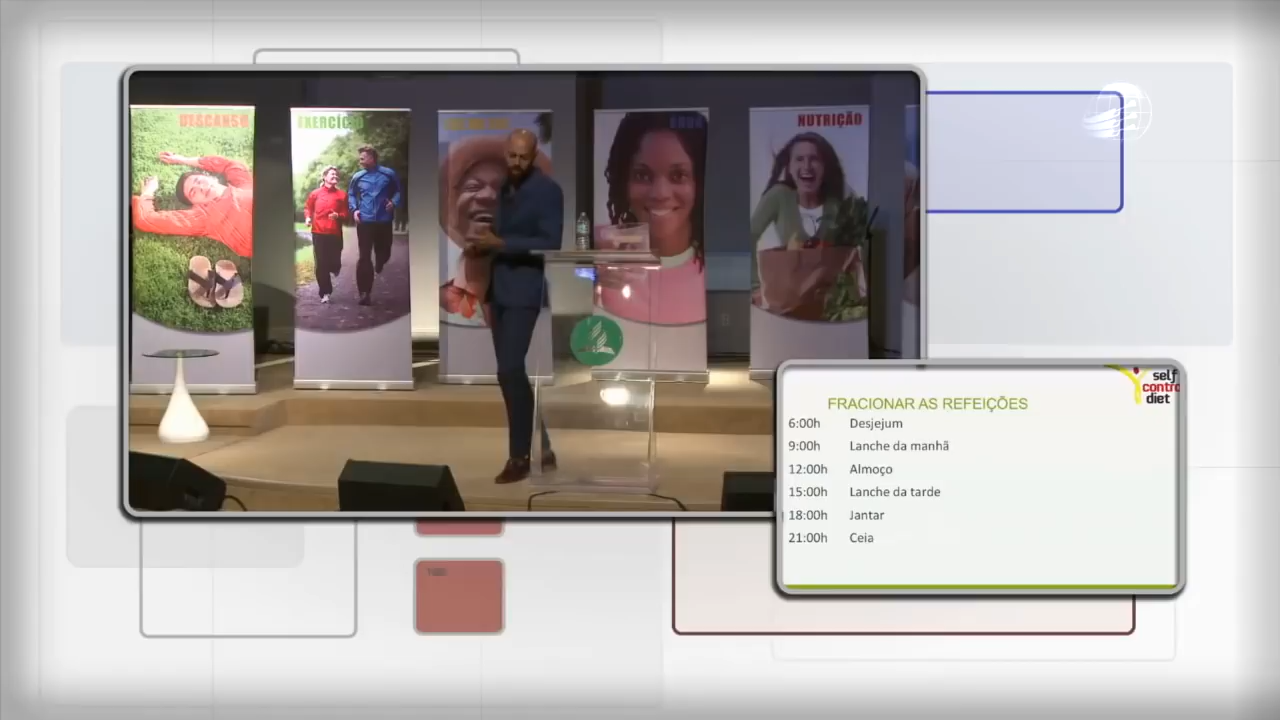 DESCANSO
EXERCÍCIO
NUTRIÇÃO
self
contro
diet
FRACIONAR AS REFEIÇÕES
6:00h Desjejum
9:00h Lanche da manhã
12:00h Almoço
15:00h Lanche da tarde
18:00h Jantar
21:00h Ceia